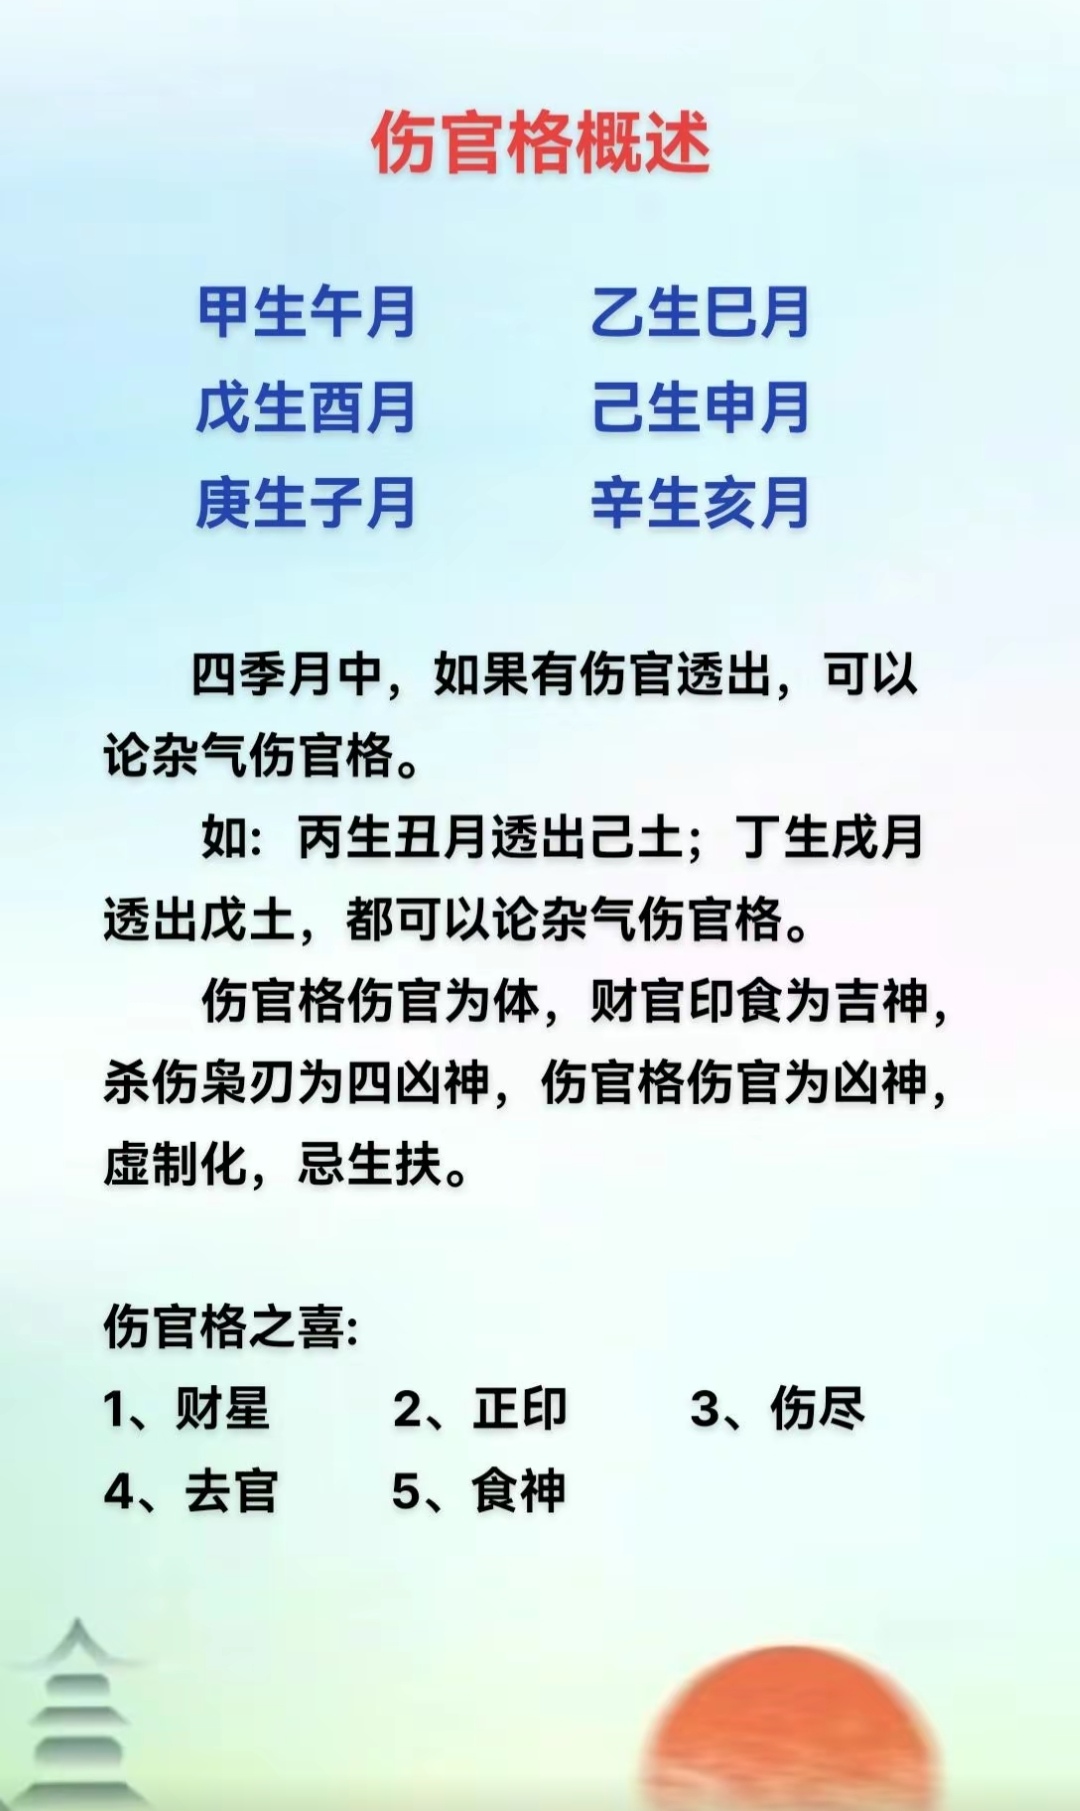 伤官格概述
甲生午月 乙生巳月
戊生酉月 己生申月
庚生子月 辛生亥月
四季月中，如果有伤官透出，可以
论杂气伤官格。
如：丙生丑月透出己土；丁生戌月
透出戊土，都可以论杂气伤官格。
伤官格伤官为体，财官印食为吉神，
杀伤枭刃为四凶神，伤官格伤官为凶神，
虚制化，忌生扶。
伤官格之喜:
1、财星 2、正印 3、伤尽
4、去官 5、食神